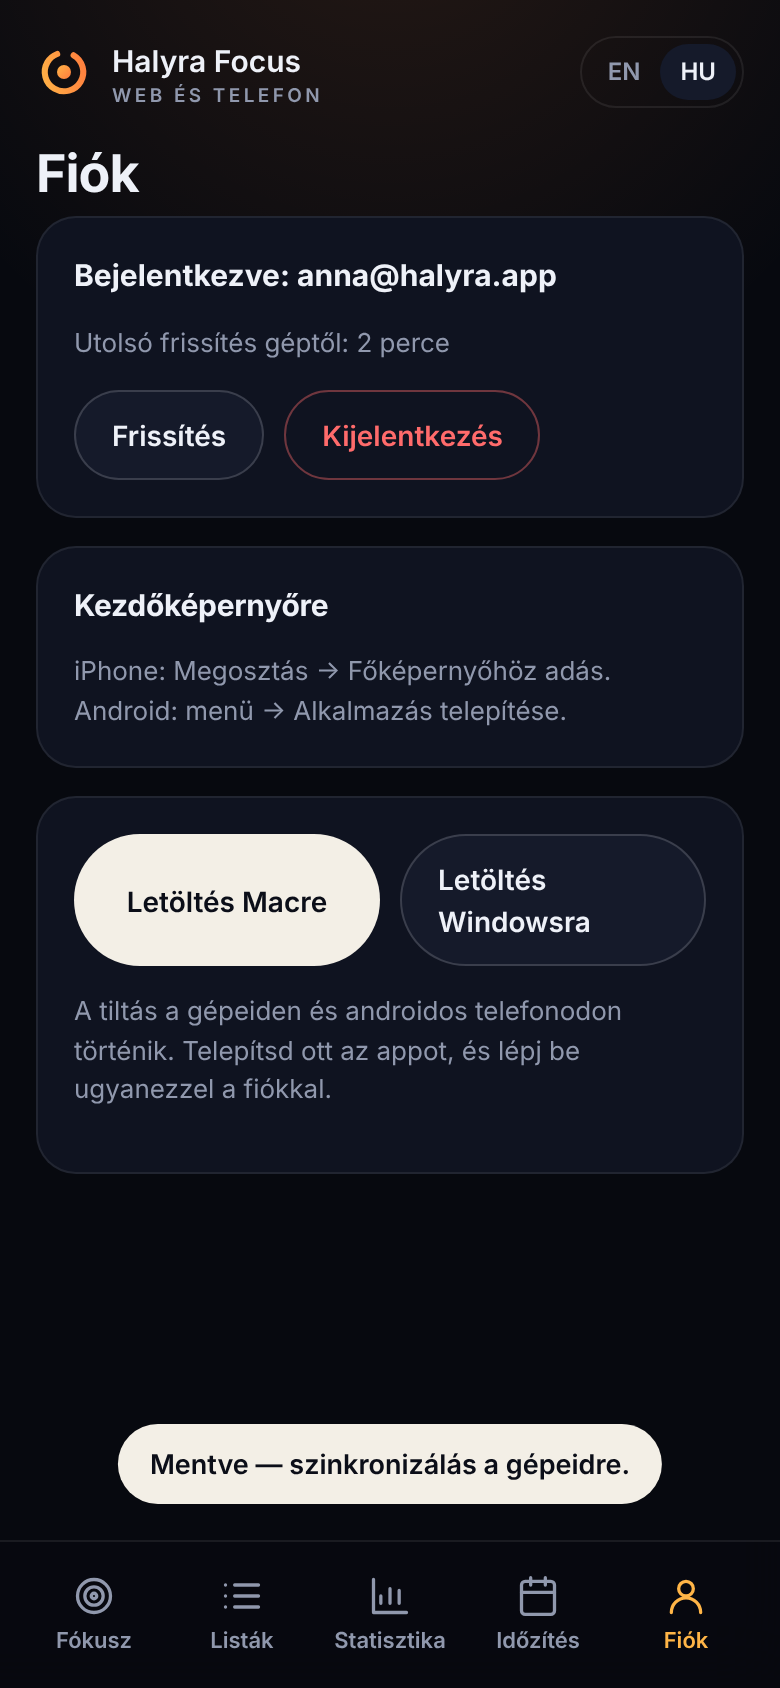 Halyra Focus
WEB ÉS TELEFON
EN HU
Fiók
Bejelentkezve: anna@halyra.app
Utolsó frissítés géptől: 2 perce
Frissítés
Kijelentkezés
Kezdőképernyőre
iPhone: Megosztás → Főképernyőhöz adás.
Android: menü → Alkalmazás telepítése.
Letöltés Macre
Letöltés
Windowsra
A tiltás a gépeiden és androidos telefonodon
történik. Telepítsd ott az appot, és lépj be
ugyanezzel a fiókkal.
Mentve — szinkronizálás a gépeidre.
Fókusz
Listák
Statisztika
Időzítés
Fiók